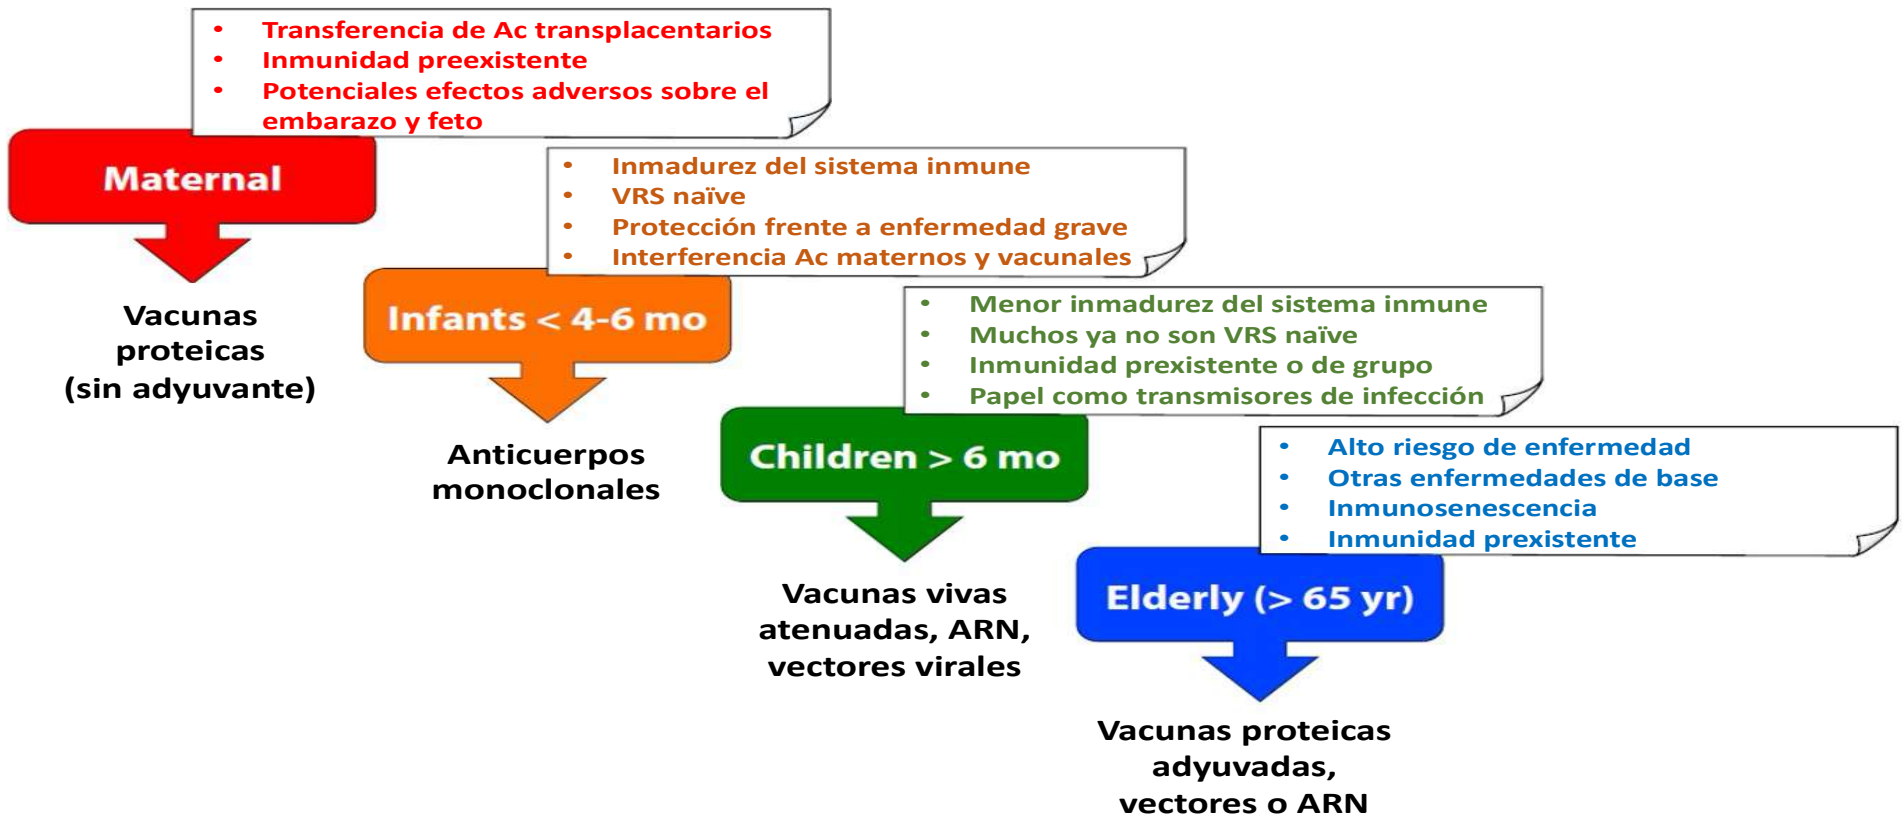 • Transferencia de Ac transplacentarios
• Inmunidad preexistente
• Potenciales efectos adversos sobre el
embarazo y feto
Maternal
Vacunas
proteicas
(sin adyuvante)
• Inmadurez del sistema inmune
• VRS naïve
• Protección frente a enfermedad grave
• Interferencia Ac maternos y vacunales
Infants < 4-6 mo
Anticuerpos
monoclonales
• Menor inmadurez del sistema inmune
• Muchos ya no son VRS naïve
• Inmunidad prexistente o de grupo
• Papel como transmisores de infección
Children > 6 mo
Vacunas vivas
atenuadas, ARN,
vectores virales
• Alto riesgo de enfermedad
• Otras enfermedades de base
• Inmunosenescencia
• Inmunidad prexistente
Elderly (> 65 yr)
Vacunas proteicas
adyuvadas,
vectores o ARN